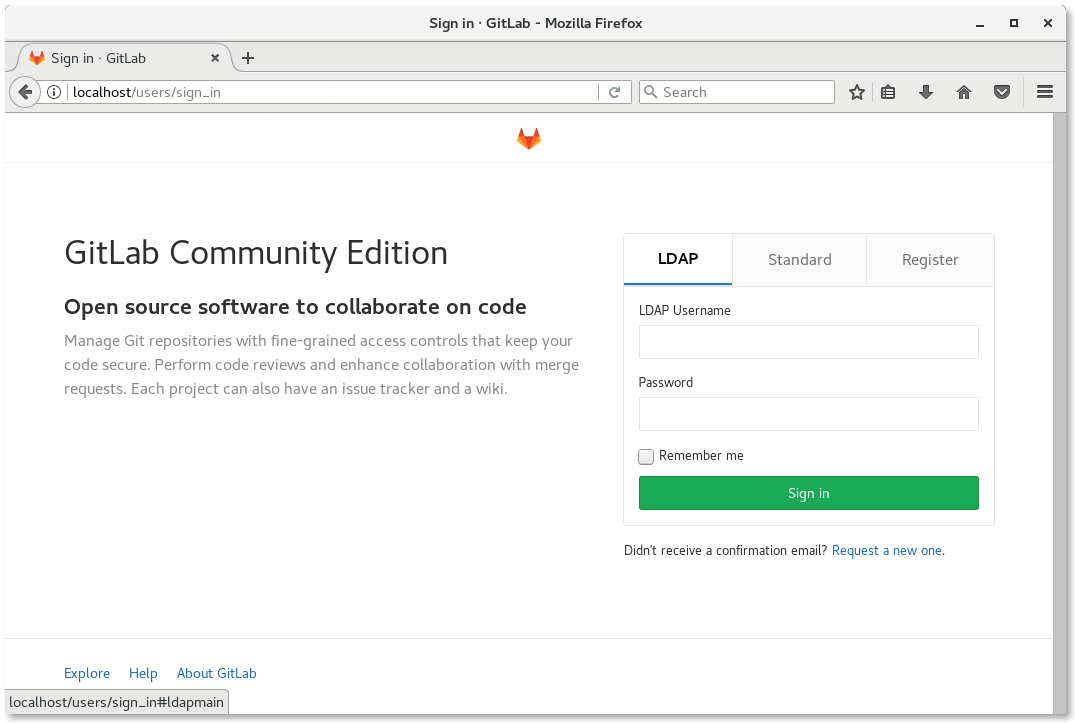 Sign in · GitLab - Mozilla Firefox
Sign in · GitLab
localhost/users/sign_in
Search
GitLab Community Edition
Open source software to collaborate on code
Manage Git repositories with fine-grained access controls that keep your
code secure. Perform code reviews and enhance collaboration with merge
requests. Each project can also have an issue tracker and a wiki.
LDAP Standard Register
LDAP Username
Password
Remember me
Sign in
Didn't receive a confirmation email? Request a new one.
Explore Help About GitLab
localhost/users/sign_in#ldapmain